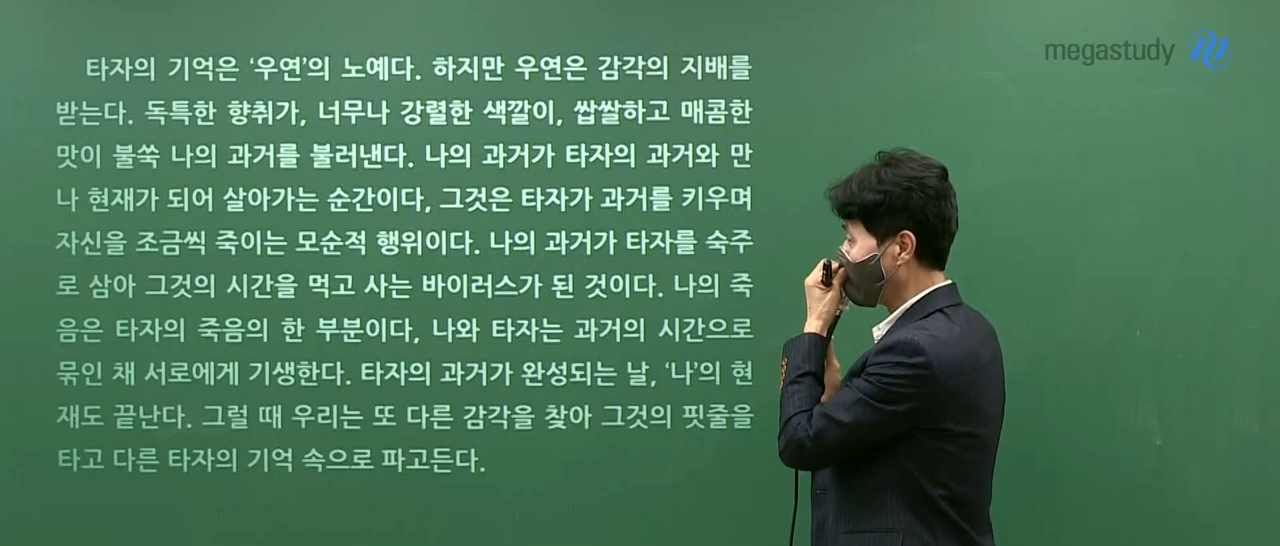 megastudy
타자의 기억은 ‘우연’의 노예다. 하지만 우연은 감각의 지배를
받는다. 독특한 향취가, 너무나 강렬한 색깔이, 쌉쌀하고 매콤한
맛이 불쑥 나의 과거를 불러낸다. 나의 과거가 타자의 과거와 만
나 현재가 되어 살아가는 순간이다, 그것은 타자가 과거를 키우며
자신을 조금씩 죽이는 모순적 행위이다. 나의 과거가 타자를 숙주
로 삼아 그것의 시간을 먹고 사는 바이러스가 된 것이다. 나의 죽
음은 타자의 죽음의 한 부분이다, 나와 타자는 과거의 시간으로
묶인 채 서로에게 기생한다. 타자의 과거가 완성되는 날, ‘나’의 현
재도 끝난다. 그럴 때 우리는 또 다른 감각을 찾아 그것의 핏줄을
타고 다른 타자의 기억 속으로 파고든다.